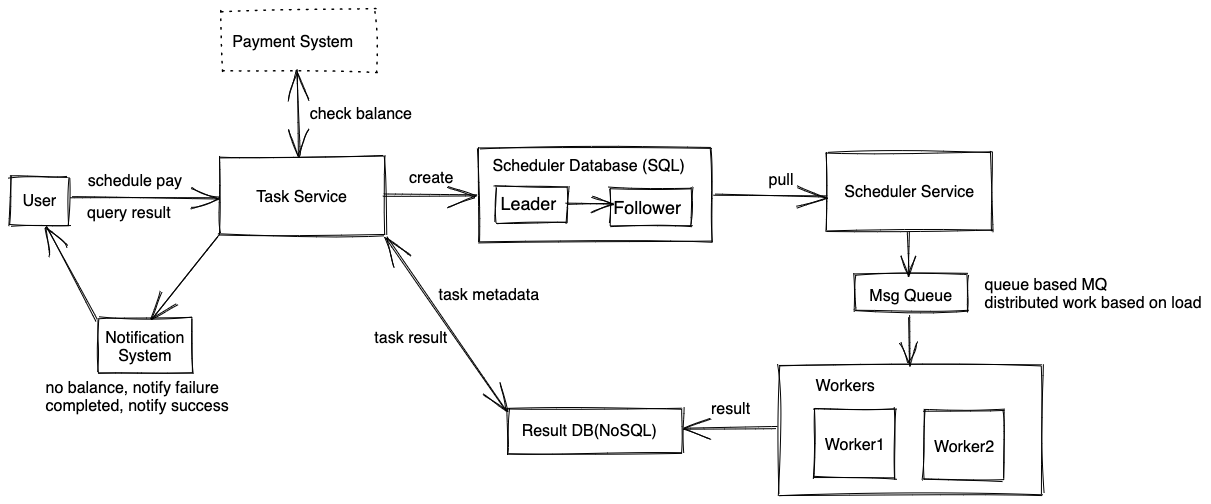 Payment System
check balance
schedule pay
User
query result
Task Service
create
Scheduler Database (SQL)
Leader
Follower
pull
Scheduler Service
Msg Queue
queue based MQ
distributed work based on load
task metadata
task result
Notification
System
no balance, notify failure
completed, notify success
Result DB(NoSQL)
result
Workers
Worker1
Worker2